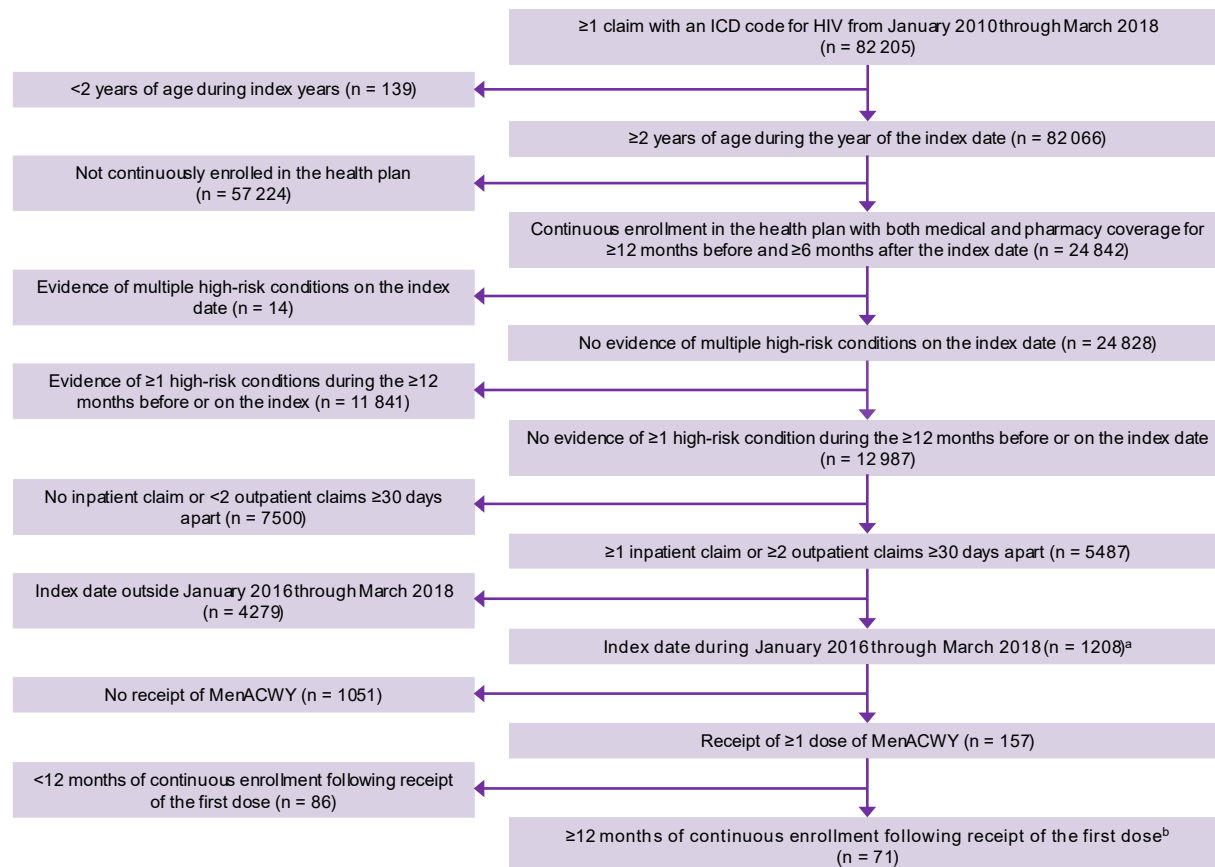 ≥1 claim with an ICD code for HIV from January 2010 through March 2018
(n = 82 205)
<2 years of age during index years (n = 139)
≥2 years of age during the year of the index date (n = 82 066)
Not continuously enrolled in the health plan
(n = 57 224)
Continuous enrollment in the health plan with both medical and pharmacy coverage for
≥12 months before and ≥6 months after the index date (n = 24 842)
Evidence of multiple high-risk conditions on the index
date (n = 14)
No evidence of multiple high-risk conditions on the index date (n = 24 828)
Evidence of ≥1 high-risk conditions during the ≥12
months before or on the index (n = 11 841)
No evidence of ≥1 high-risk condition during the ≥12 months before or on the index date
(n = 12 987)
No inpatient claim or <2 outpatient claims ≥30 days
apart (n = 7500)
≥1 inpatient claim or ≥2 outpatient claims ≥30 days apart (n = 5487)
Index date outside January 2016 through March 2018
(n = 4279)
Index date during January 2016 through March 2018 (n = 1208)ᵃ
No receipt of MenACWY (n = 1051)
Receipt of ≥1 dose of MenACWY (n = 157)
<12 months of continuous enrollment following receipt
of the first dose (n = 86)
≥12 months of continuous enrollment following receipt of the first doseᵇ
(n = 71)